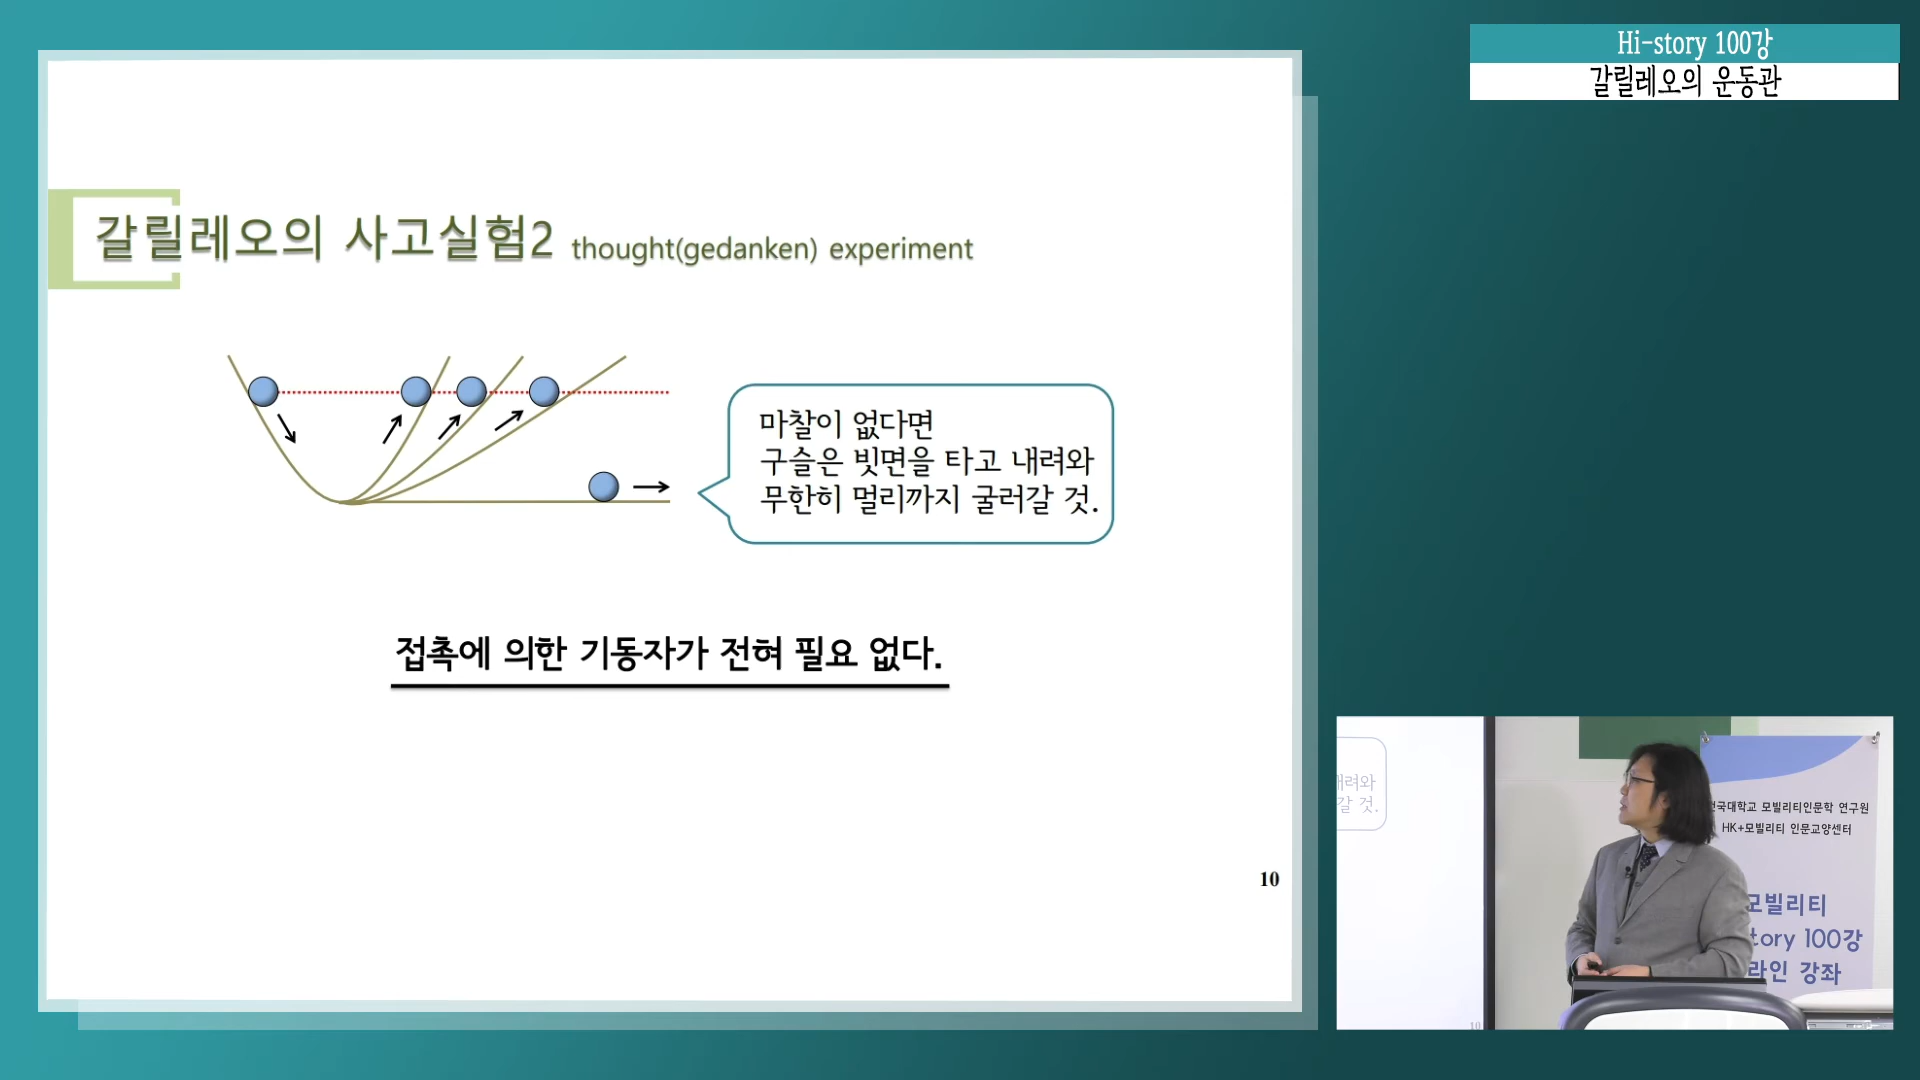 Hi-story 100강
갈릴레오의 운동관
갈릴레오의 사고실험2 thought(gedanken) experiment
마찰이 없다면
구슬은 빗면을 타고 내려와
무한히 멀리까지 굴러갈 것.
접촉에 의한 기동자가 전혀 필요 없다.
10
내려와
갈 것.
10
건국대학교 모빌리티인문학 연구원
HK+모빌리티 인문교양센터
모빌리티
story 100강
라인 강좌